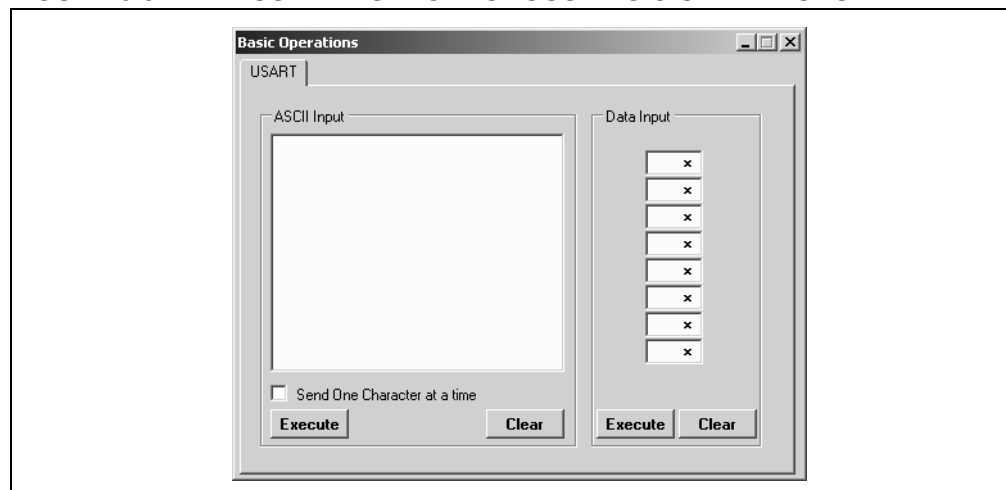 Basic Operations
USART
ASCII Input
Data Input
x
x
x
x
x
x
x
x
Send One Character at a time
Execute
Clear
Execute
Clear